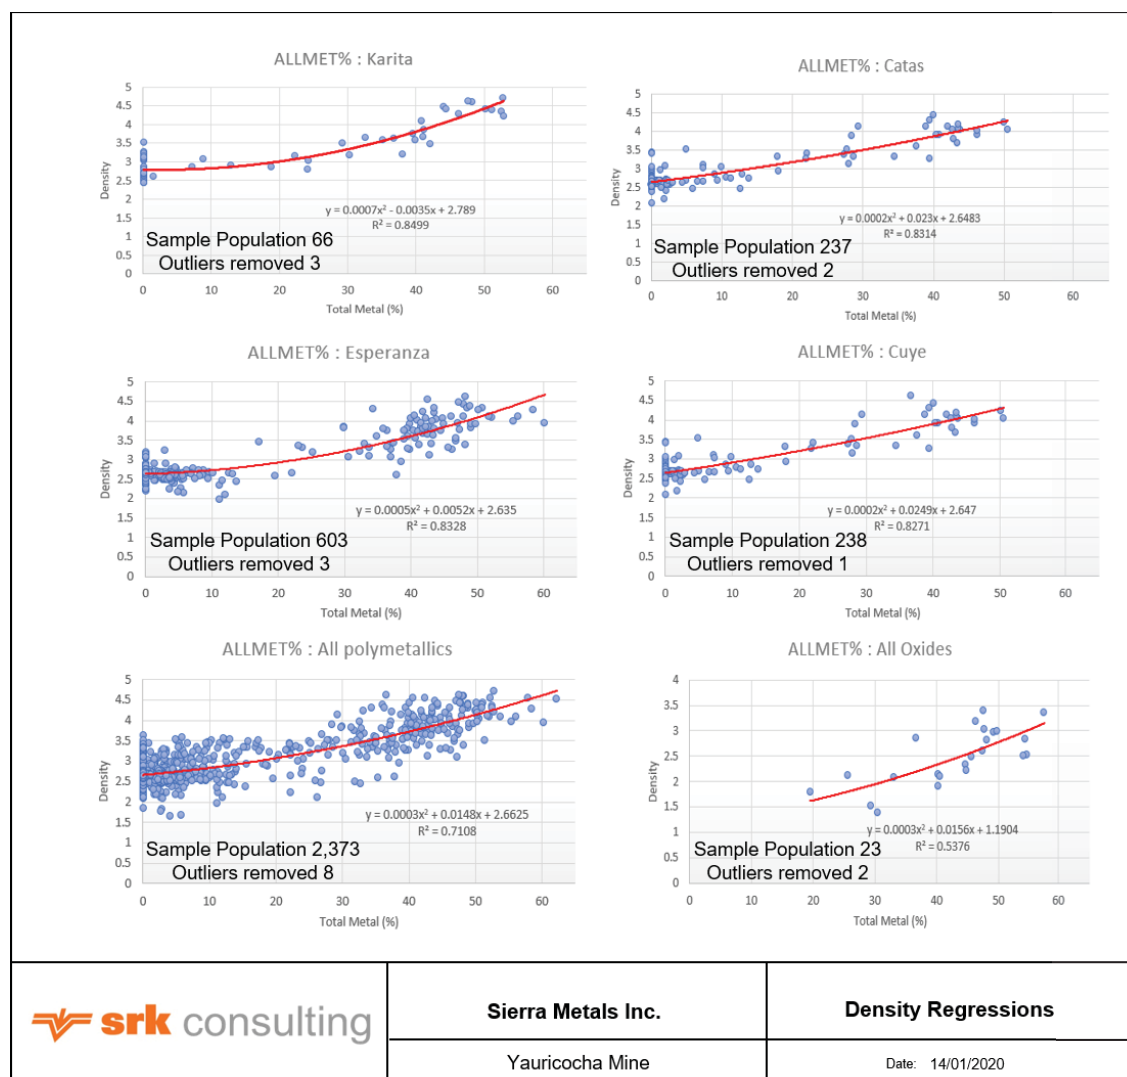 ALLMET% : Karita
5
4.5
4
3.5
3
2.5
2
1.5
1
0.5
0
Density
y = 0.0007x² - 0.0035x + 2.789
R² = 0.8499
Sample Population 66
Outliers removed 3
0 10 20 30 40 50 60
Total Metal (%)
ALLMET% : Catas
5
4.5
4
3.5
3
2.5
2
1.5
1
0.5
0
Density
y = 0.0002x² + 0.023x + 2.6483
R² = 0.8314
Sample Population 237
Outliers removed 2
0 10 20 30 40 50 60
Total Metal (%)
ALLMET% : Esperanza
5
4.5
4
3.5
3
2.5
2
1.5
1
0.5
0
Density
y = 0.0005x² + 0.0052x + 2.635
R² = 0.8328
Sample Population 603
Outliers removed 3
0 10 20 30 40 50 60
Total Metal (%)
ALLMET% : Cuye
5
4.5
4
3.5
3
2.5
2
1.5
1
0.5
0
Density
y = 0.0002x² + 0.0249x + 2.647
R² = 0.8271
Sample Population 238
Outliers removed 1
0 10 20 30 40 50 60
Total Metal (%)
ALLMET% : All polymetallics
5
4.5
4
3.5
3
2.5
2
1.5
1
0.5
0
Density
y = 0.0003x² + 0.0148x + 2.6625
R² = 0.7108
Sample Population 2,373
Outliers removed 8
0 10 20 30 40 50 60
Total Metal (%)
ALLMET% : All Oxides
4
3.5
3
2.5
2
1.5
1
0.5
0
Density
y = 0.0003x² + 0.0156x + 1.1904
R² = 0.5376
Sample Population 23
Outliers removed 2
0 10 20 30 40 50 60
Total Metal (%)
srk consulting
Sierra Metals Inc.
Yauricocha Mine
Density Regressions
Date: 14/01/2020